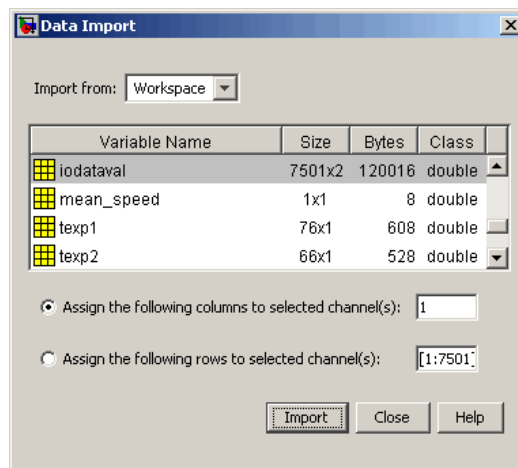 Data Import
Import from: Workspace
Variable Name Size Bytes Class
iodataval 7501x2 120016 double
mean_speed 1x1 8 double
texp1 76x1 608 double
texp2 66x1 528 double
Assign the following columns to selected channel(s): 1
Assign the following rows to selected channel(s): [1:7501]
Import Close Help